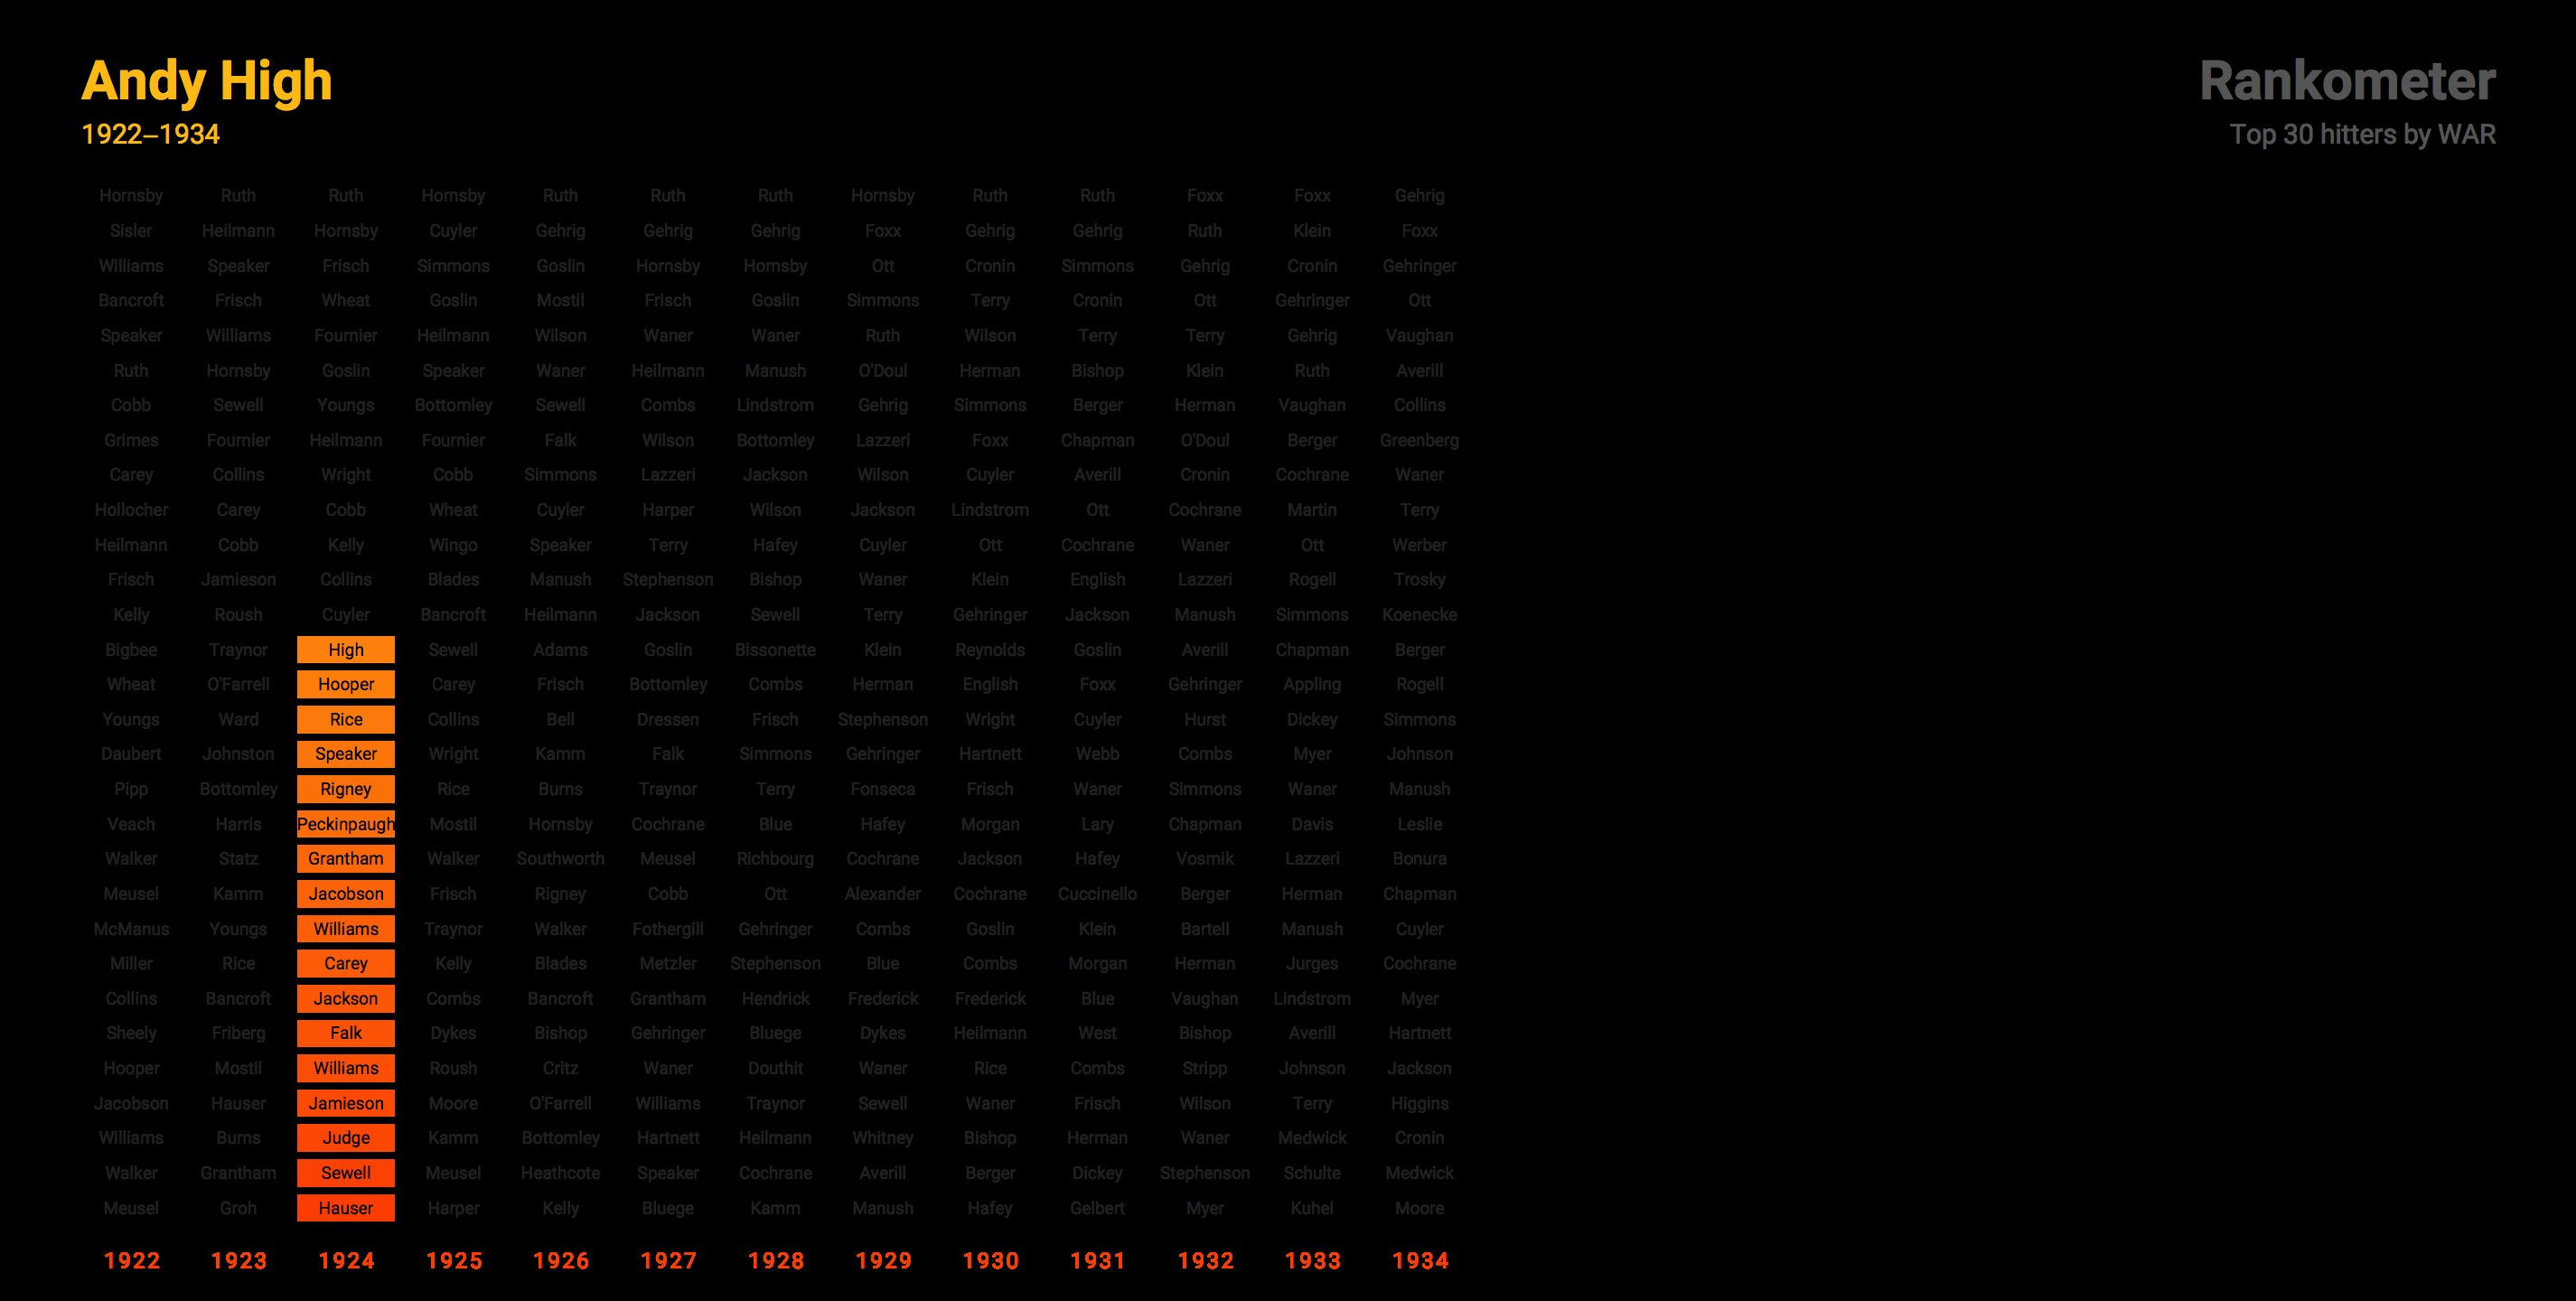 Andy High
1922–1934
Rankometer
Top 30 hitters by WAR
Hornsby Ruth Ruth Hornsby Ruth Ruth Ruth Hornsby Ruth Ruth Foxx Foxx Gehrig
Sisler Heilmann Hornsby Cuyler Gehrig Gehrig Gehrig Foxx Gehrig Gehrig Ruth Klein Foxx
Williams Speaker Frisch Simmons Goslin Hornsby Hornsby Ott Cronin Simmons Gehrig Cronin Gehringer
Bancroft Frisch Wheat Goslin Mostil Frisch Goslin Simmons Terry Cronin Ott Gehringer Ott
Speaker Williams Fournier Heilmann Wilson Waner Waner Ruth Wilson Terry Terry Gehrig Vaughan
Ruth Hornsby Goslin Speaker Waner Heilmann Manush O'Doul Herman Bishop Klein Ruth Averill
Cobb Sewell Youngs Bottomley Sewell Combs Lindstrom Gehrig Simmons Berger Herman Vaughan Collins
Grimes Fournier Heilmann Fournier Falk Wilson Bottomley Lazzeri Foxx Chapman O'Doul Berger Greenberg
Carey Collins Wright Cobb Simmons Lazzeri Jackson Wilson Cuyler Averill Cronin Cochrane Waner
Hollocher Carey Cobb Wheat Cuyler Harper Wilson Jackson Lindstrom Ott Cochrane Martin Terry
Heilmann Cobb Kelly Wingo Speaker Terry Hafey Cuyler Ott Cochrane Waner Ott Werber
Frisch Jamieson Collins Blades Manush Stephenson Bishop Waner Klein English Lazzeri Rogell Trosky
Kelly Roush Cuyler Bancroft Heilmann Jackson Sewell Terry Gehringer Jackson Manush Simmons Koenecke
Bigbee Traynor High Sewell Adams Goslin Bissonette Klein Reynolds Goslin Averill Chapman Berger
Wheat O'Farrell Hooper Carey Frisch Bottomley Combs Herman English Foxx Gehringer Appling Rogell
Youngs Ward Rice Collins Bell Dressen Frisch Stephenson Wright Cuyler Hurst Dickey Simmons
Daubert Johnston Speaker Wright Kamm Falk Simmons Gehringer Hartnett Webb Combs Myer Johnson
Pipp Bottomley Rigney Rice Burns Traynor Terry Fonseca Frisch Waner Simmons Waner Manush
Veach Harris Peckinpaugh Mostil Hornsby Cochrane Blue Hafey Morgan Lary Chapman Davis Leslie
Walker Statz Grantham Walker Southworth Meusel Richbourg Cochrane Jackson Hafey Vosmik Lazzeri Bonura
Meusel Kamm Jacobson Frisch Rigney Cobb Ott Alexander Cochrane Cuccinello Berger Herman Chapman
McManus Youngs Williams Traynor Walker Fothergill Gehringer Combs Goslin Klein Bartell Manush Cuyler
Miller Rice Carey Kelly Blades Metzler Stephenson Blue Combs Morgan Herman Jurges Cochrane
Collins Bancroft Jackson Combs Bancroft Grantham Hendrick Frederick Frederick Blue Vaughan Lindstrom Myer
Sheely Friberg Falk Dykes Bishop Gehringer Bluege Dykes Heilmann West Bishop Averill Hartnett
Hooper Mostil Williams Roush Critz Waner Douthit Waner Rice Combs Stripp Johnson Jackson
Jacobson Hauser Jamieson Moore O'Farrell Williams Traynor Sewell Waner Frisch Wilson Terry Higgins
Williams Burns Judge Kamm Bottomley Hartnett Heilmann Whitney Bishop Herman Waner Medwick Cronin
Walker Grantham Sewell Meusel Heathcote Speaker Cochrane Averill Berger Dickey Stephenson Schulte Medwick
Meusel Groh Hauser Harper Kelly Bluege Kamm Manush Hafey Gelbert Myer Kuhel Moore
1922 1923 1924 1925 1926 1927 1928 1929 1930 1931 1932 1933 1934